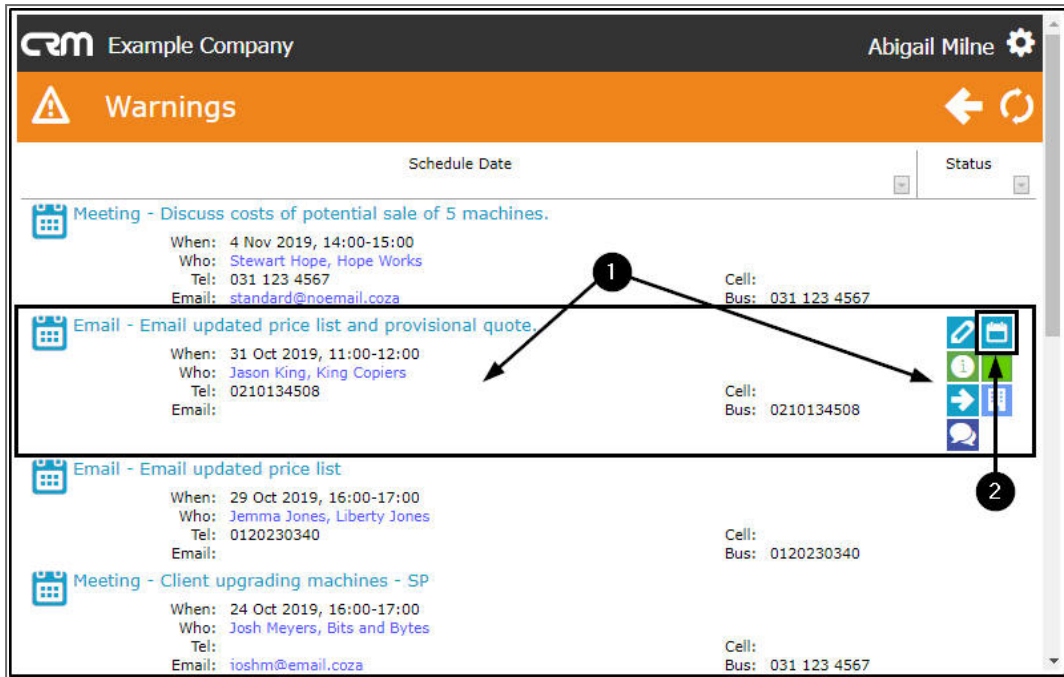 CRM Example Company Abigail Milne
Warnings
Schedule Date Status
Meeting - Discuss costs of potential sale of 5 machines.
When: 4 Nov 2019, 14:00-15:00
Who: Stewart Hope, Hope Works
Tel: 031 123 4567 Cell:
Email: standard@noemail.coza Bus: 031 123 4567
1
Email - Email updated price list and provisional quote.
When: 31 Oct 2019, 11:00-12:00
Who: Jason King, King Copiers
Tel: 0210134508 Cell:
Email: Bus: 0210134508
2
Email - Email updated price list
When: 29 Oct 2019, 16:00-17:00
Who: Jemma Jones, Liberty Jones
Tel: 0120230340 Cell:
Email: Bus: 0120230340
Meeting - Client upgrading machines - SP
When: 24 Oct 2019, 16:00-17:00
Who: Josh Meyers, Bits and Bytes
Tel: Cell:
Email: joshm@email.coza Bus: 031 123 4567